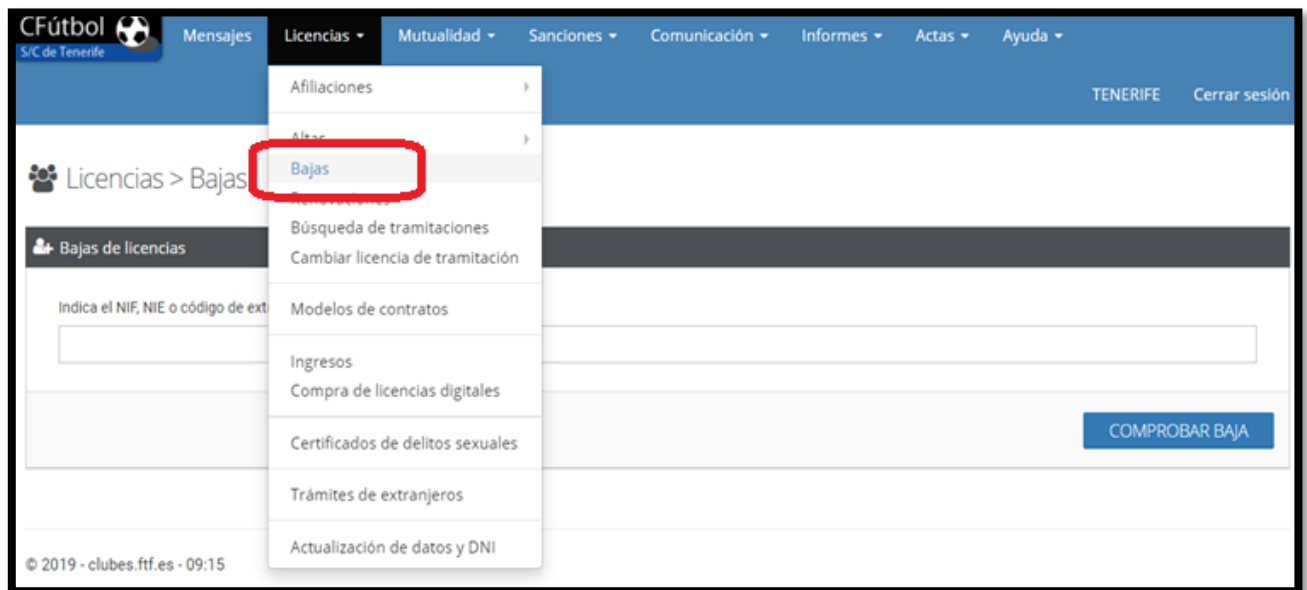 CFútbol
S/C de Tenerife
Mensajes Licencias Mutualidad Sanciones Comunicación Informes Actas Ayuda
TENERIFE Cerrar sesión
Afiliaciones
Altas
Bajas
Renovaciones
Búsqueda de tramitaciones
Cambiar licencia de tramitación
Modelos de contratos
Ingresos
Compra de licencias digitales
Certificados de delitos sexuales
Trámites de extranjeros
Actualización de datos y DNI
Licencias > Bajas
Bajas de licencias
Indica el NIF, NIE o código de
COMPROBAR BAJA
© 2019 - clubes.ftf.es - 09:15